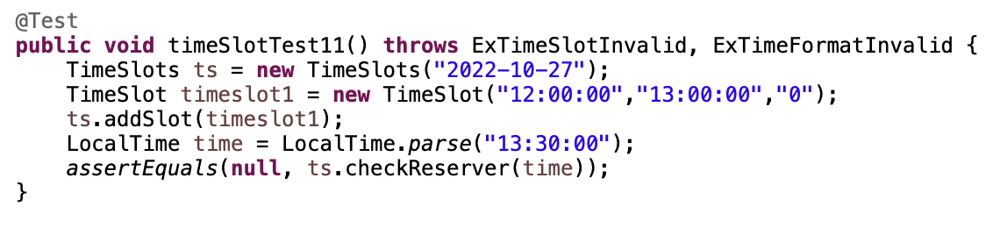 @Test
public void timeSlotTest11() throws ExTimeSlotInvalid, ExTimeFormatInvalid {
    TimeSlots ts = new TimeSlots("2022-10-27");
    TimeSlot timeslot1 = new TimeSlot("12:00:00","13:00:00","0");
    ts.addSlot(timeslot1);
    LocalTime time = LocalTime.parse("13:30:00");
    assertEquals(null, ts.checkReserver(time));
}